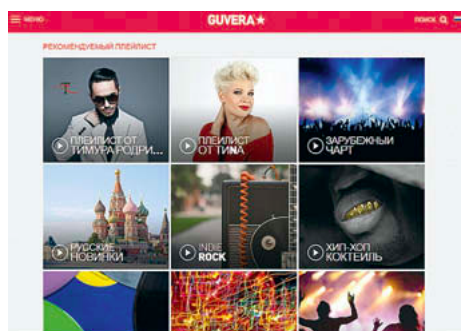 МЕНЮ
GUVERA★
ПОИСК
РЕКОМЕНДУЕМЫЙ ПЛЕЙЛИСТ
ПЛЕЙЛИСТ ОТ
ТИМУРА РОДРИ...
ПЛЕЙЛИСТ
ОТ TINA
ЗАРУБЕЖНЫЙ
ЧАРТ
РУССКИЕ
НОВИНКИ
INDIE
ROCK
ХИП-ХОП
КОКТЕЙЛЬ